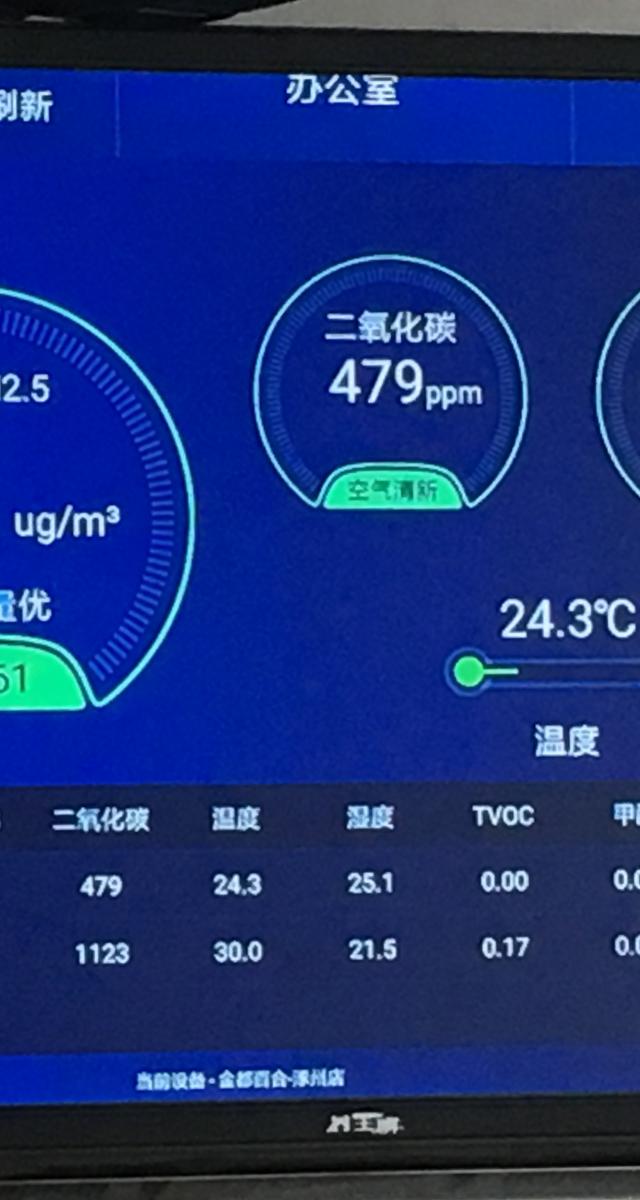 刷新
办公室
二氧化碳
479ppm
空气清新
2.5
ug/m³
量优
61
24.3℃
温度
二氧化碳 温度 湿度 TVOC 甲
479 24.3 25.1 0.00 0.0
1123 30.0 21.5 0.17 0.0
当前设备-金都百合-涿州店